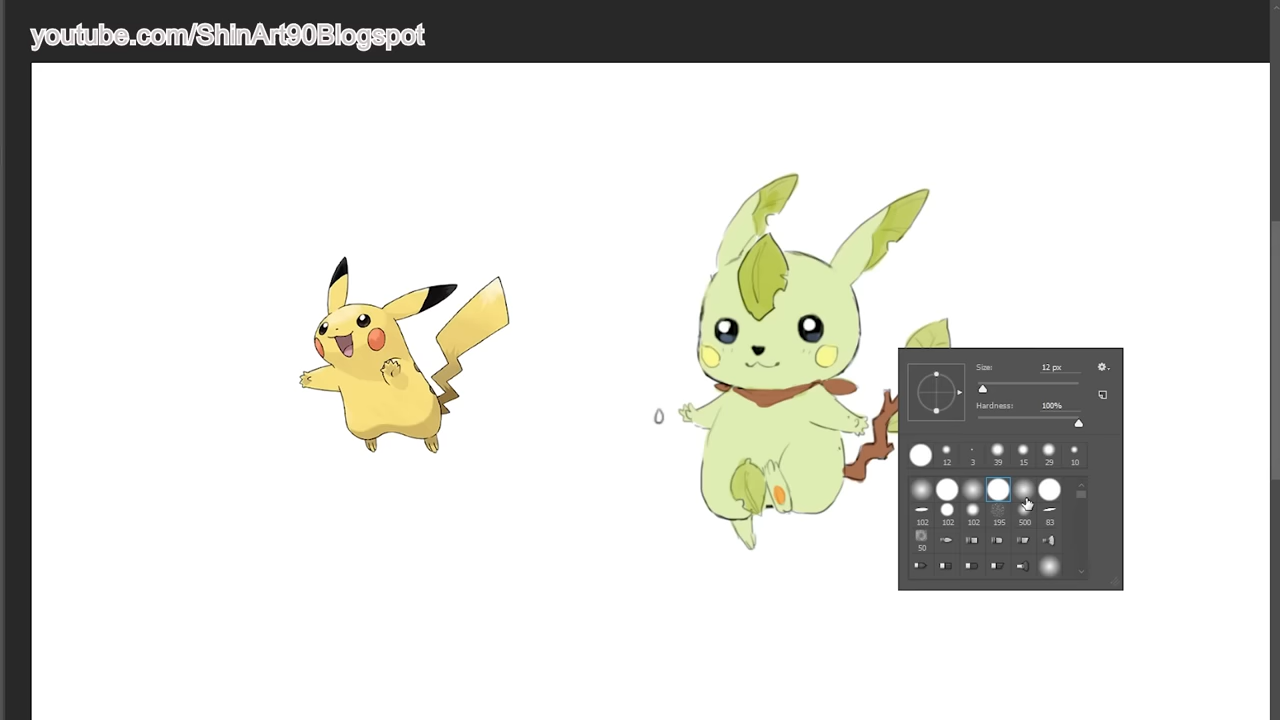 youtube.com/ShinArt90Blogspot
Size: 12 px
Hardness: 100%
12 3 39 15 29 10
102 102 102 195 500 83
50